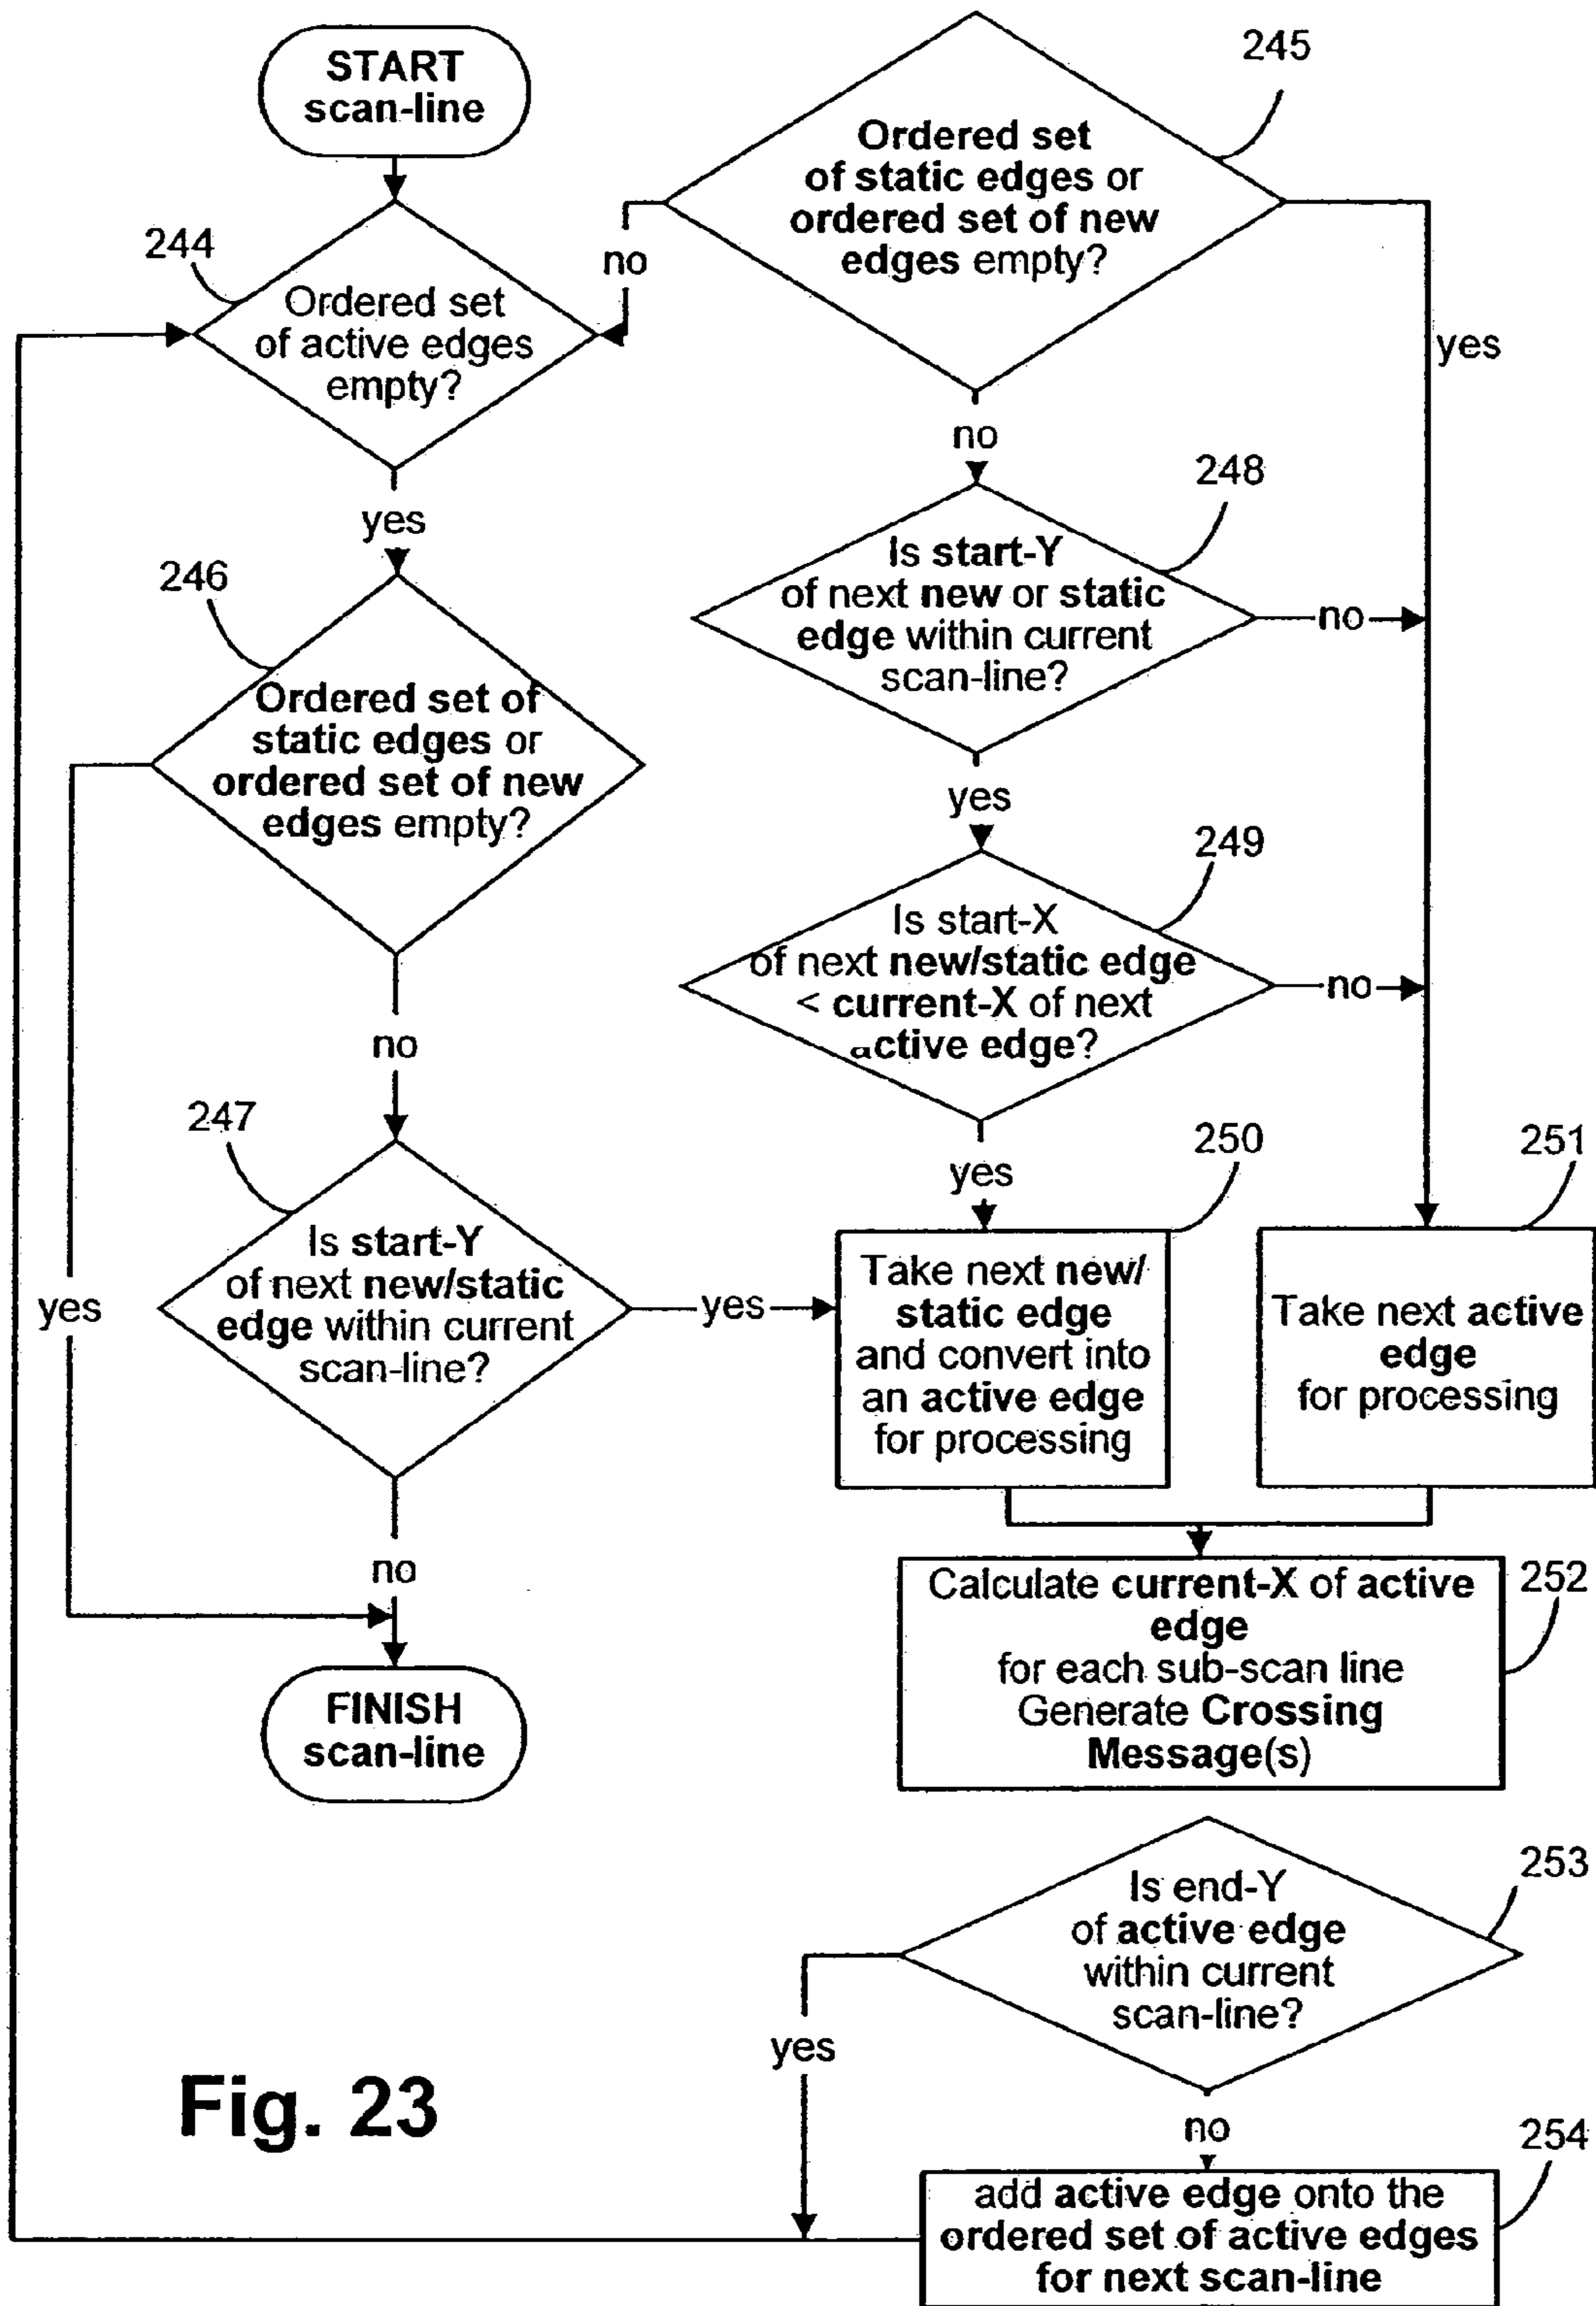 START
scan-line
244
Ordered set
of active edges
empty?
yes
246
Ordered set of
static edges or
ordered set of new
edges empty?
yes
no
247
Is start-Y
of next new/static
edge within current
scan-line?
yes
no
FINISH
scan-line
245
Ordered set
of static edges or
ordered set of new
edges empty?
no
yes
no
248
Is start-Y
of next new or static
edge within current
scan-line?
no
yes
249
Is start-X
of next new/static edge
< current-X of next
active edge?
no
yes
250
Take next new/
static edge
and convert into
an active edge
for processing
251
Take next active
edge
for processing
252
Calculate current-X of active
edge
for each sub-scan line
Generate Crossing
Message(s)
253
Is end-Y
of active edge
within current
scan-line?
yes
no
254
add active edge onto the
ordered set of active edges
for next scan-line
Fig. 23